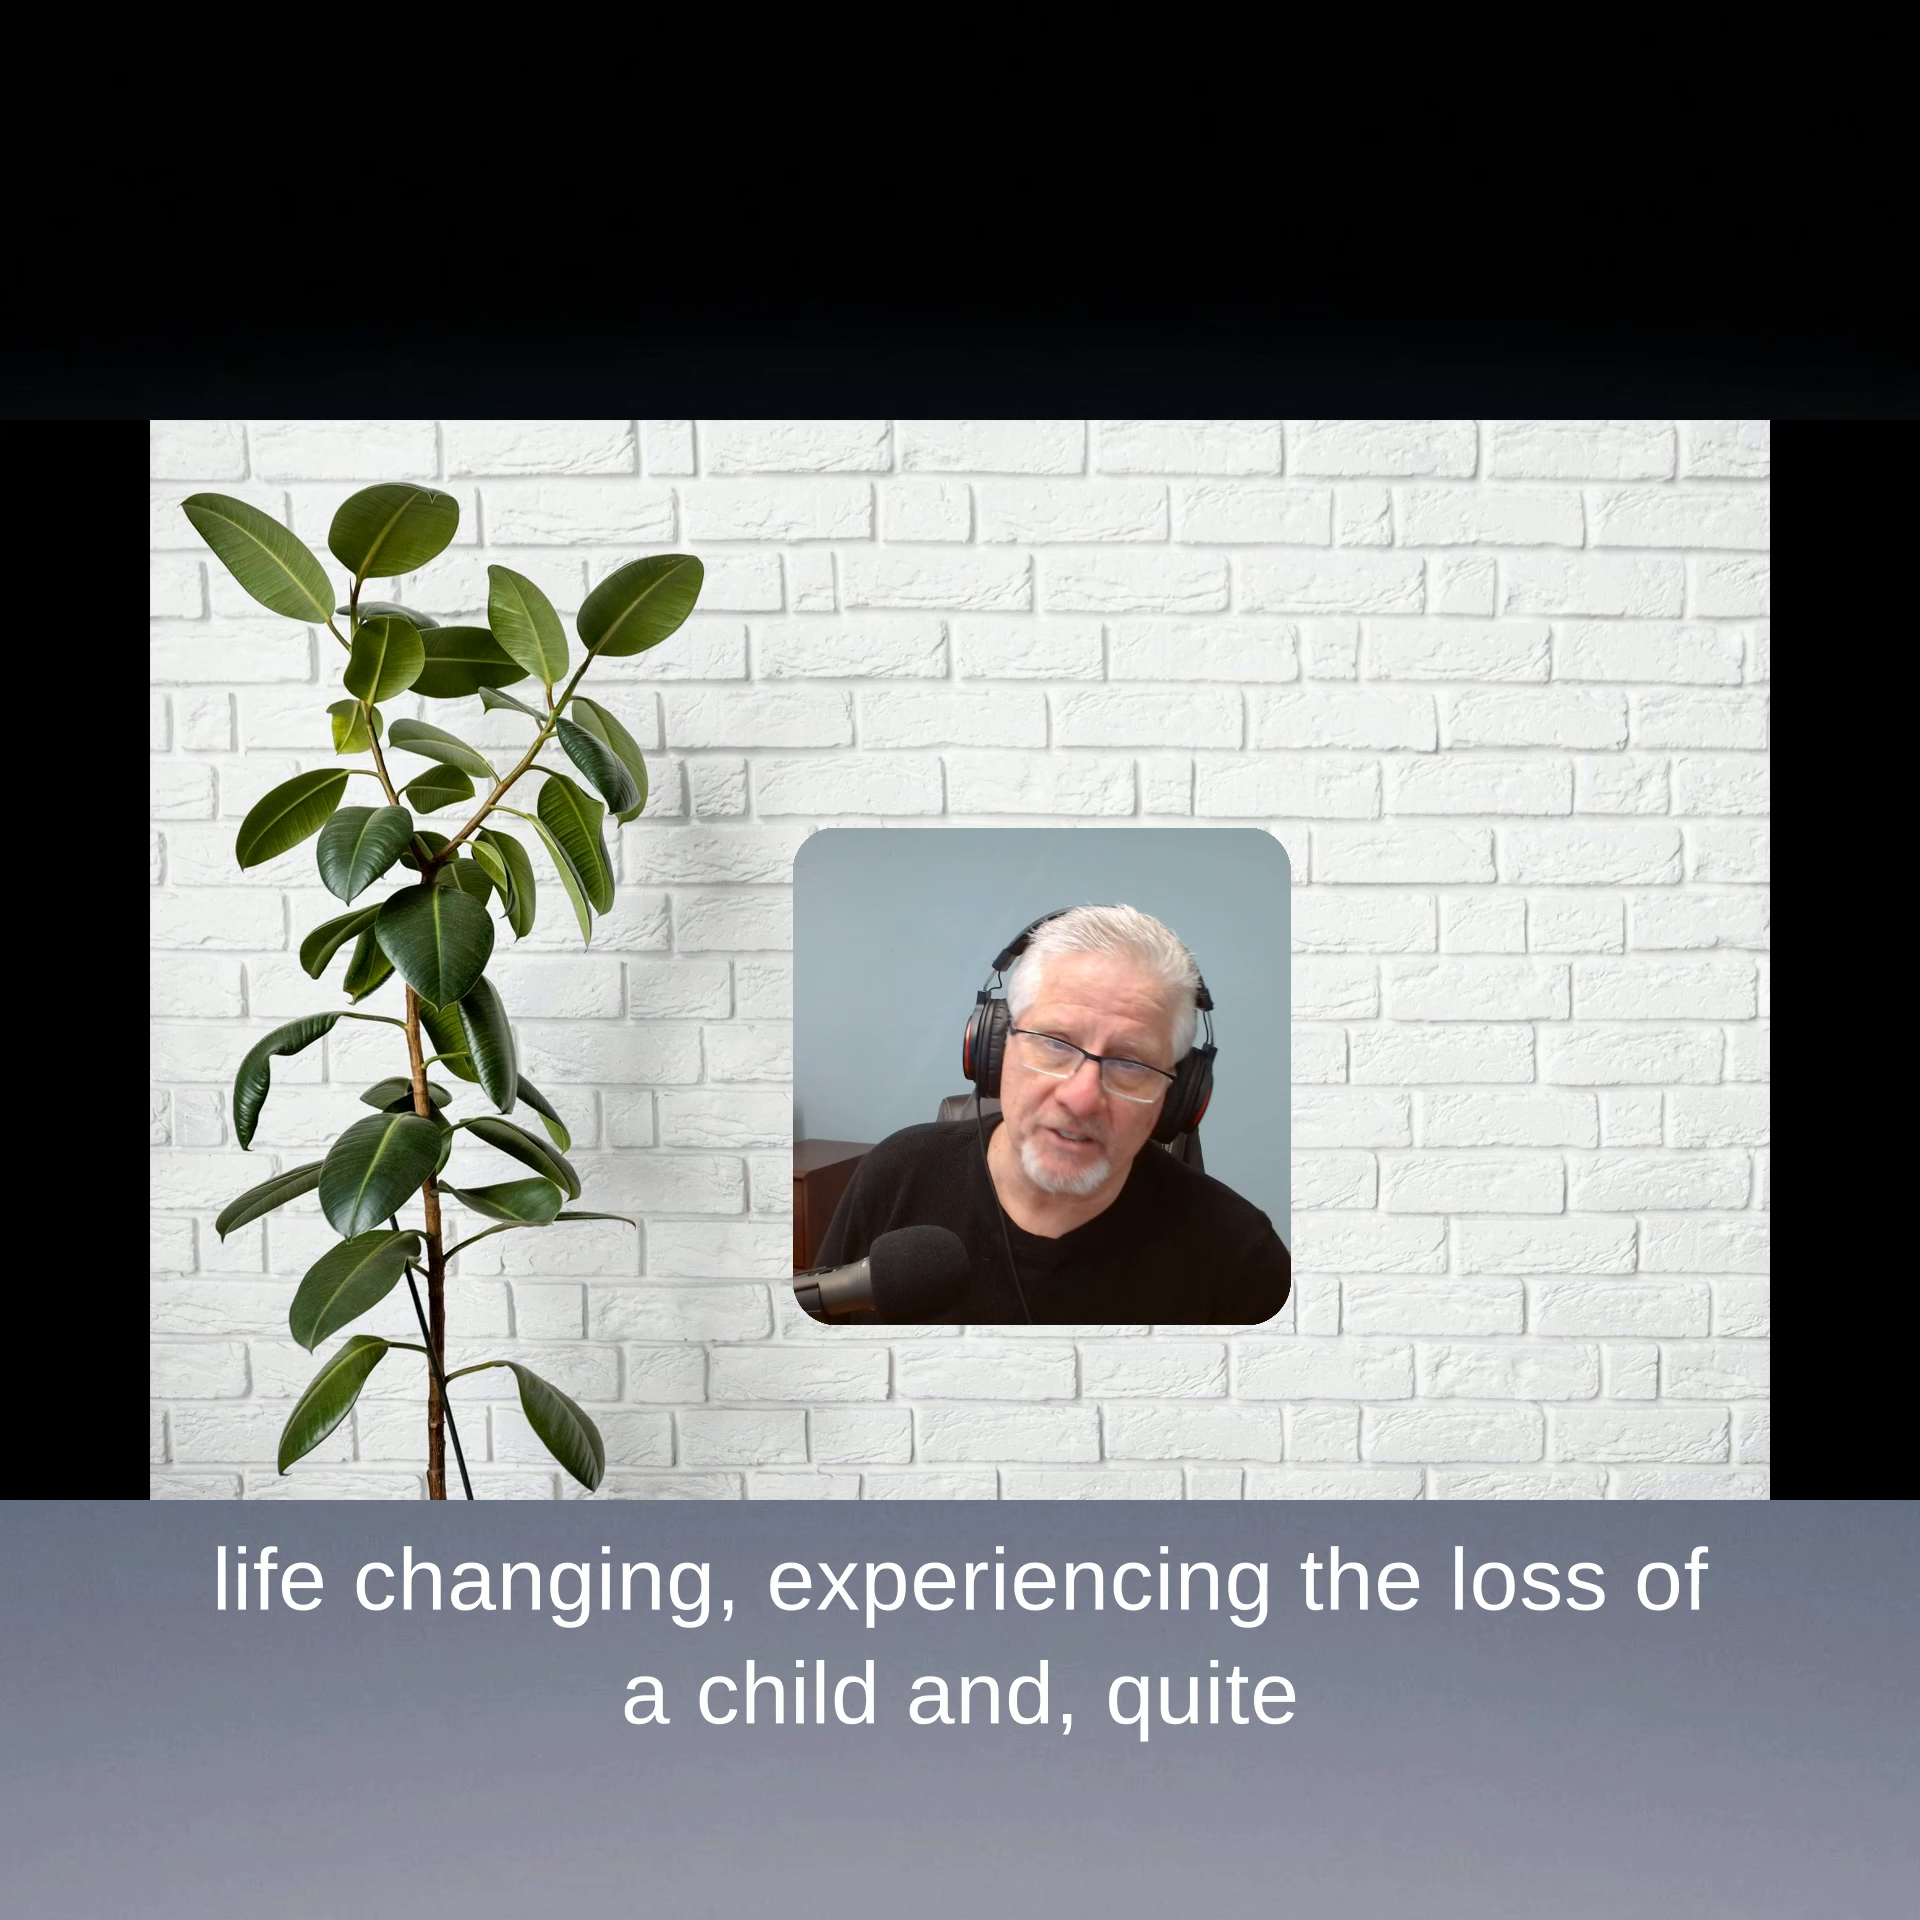 life changing, experiencing the loss of
a child and, quite